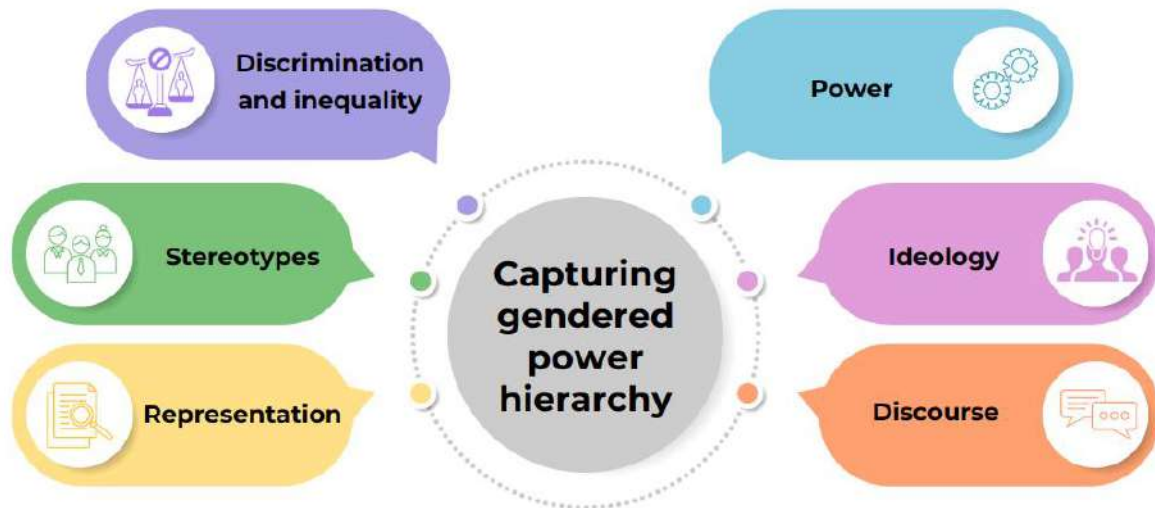 Discrimination
and inequality
Power
Stereotypes
Ideology
Representation
Discourse
Capturing
gendered
power
hierarchy